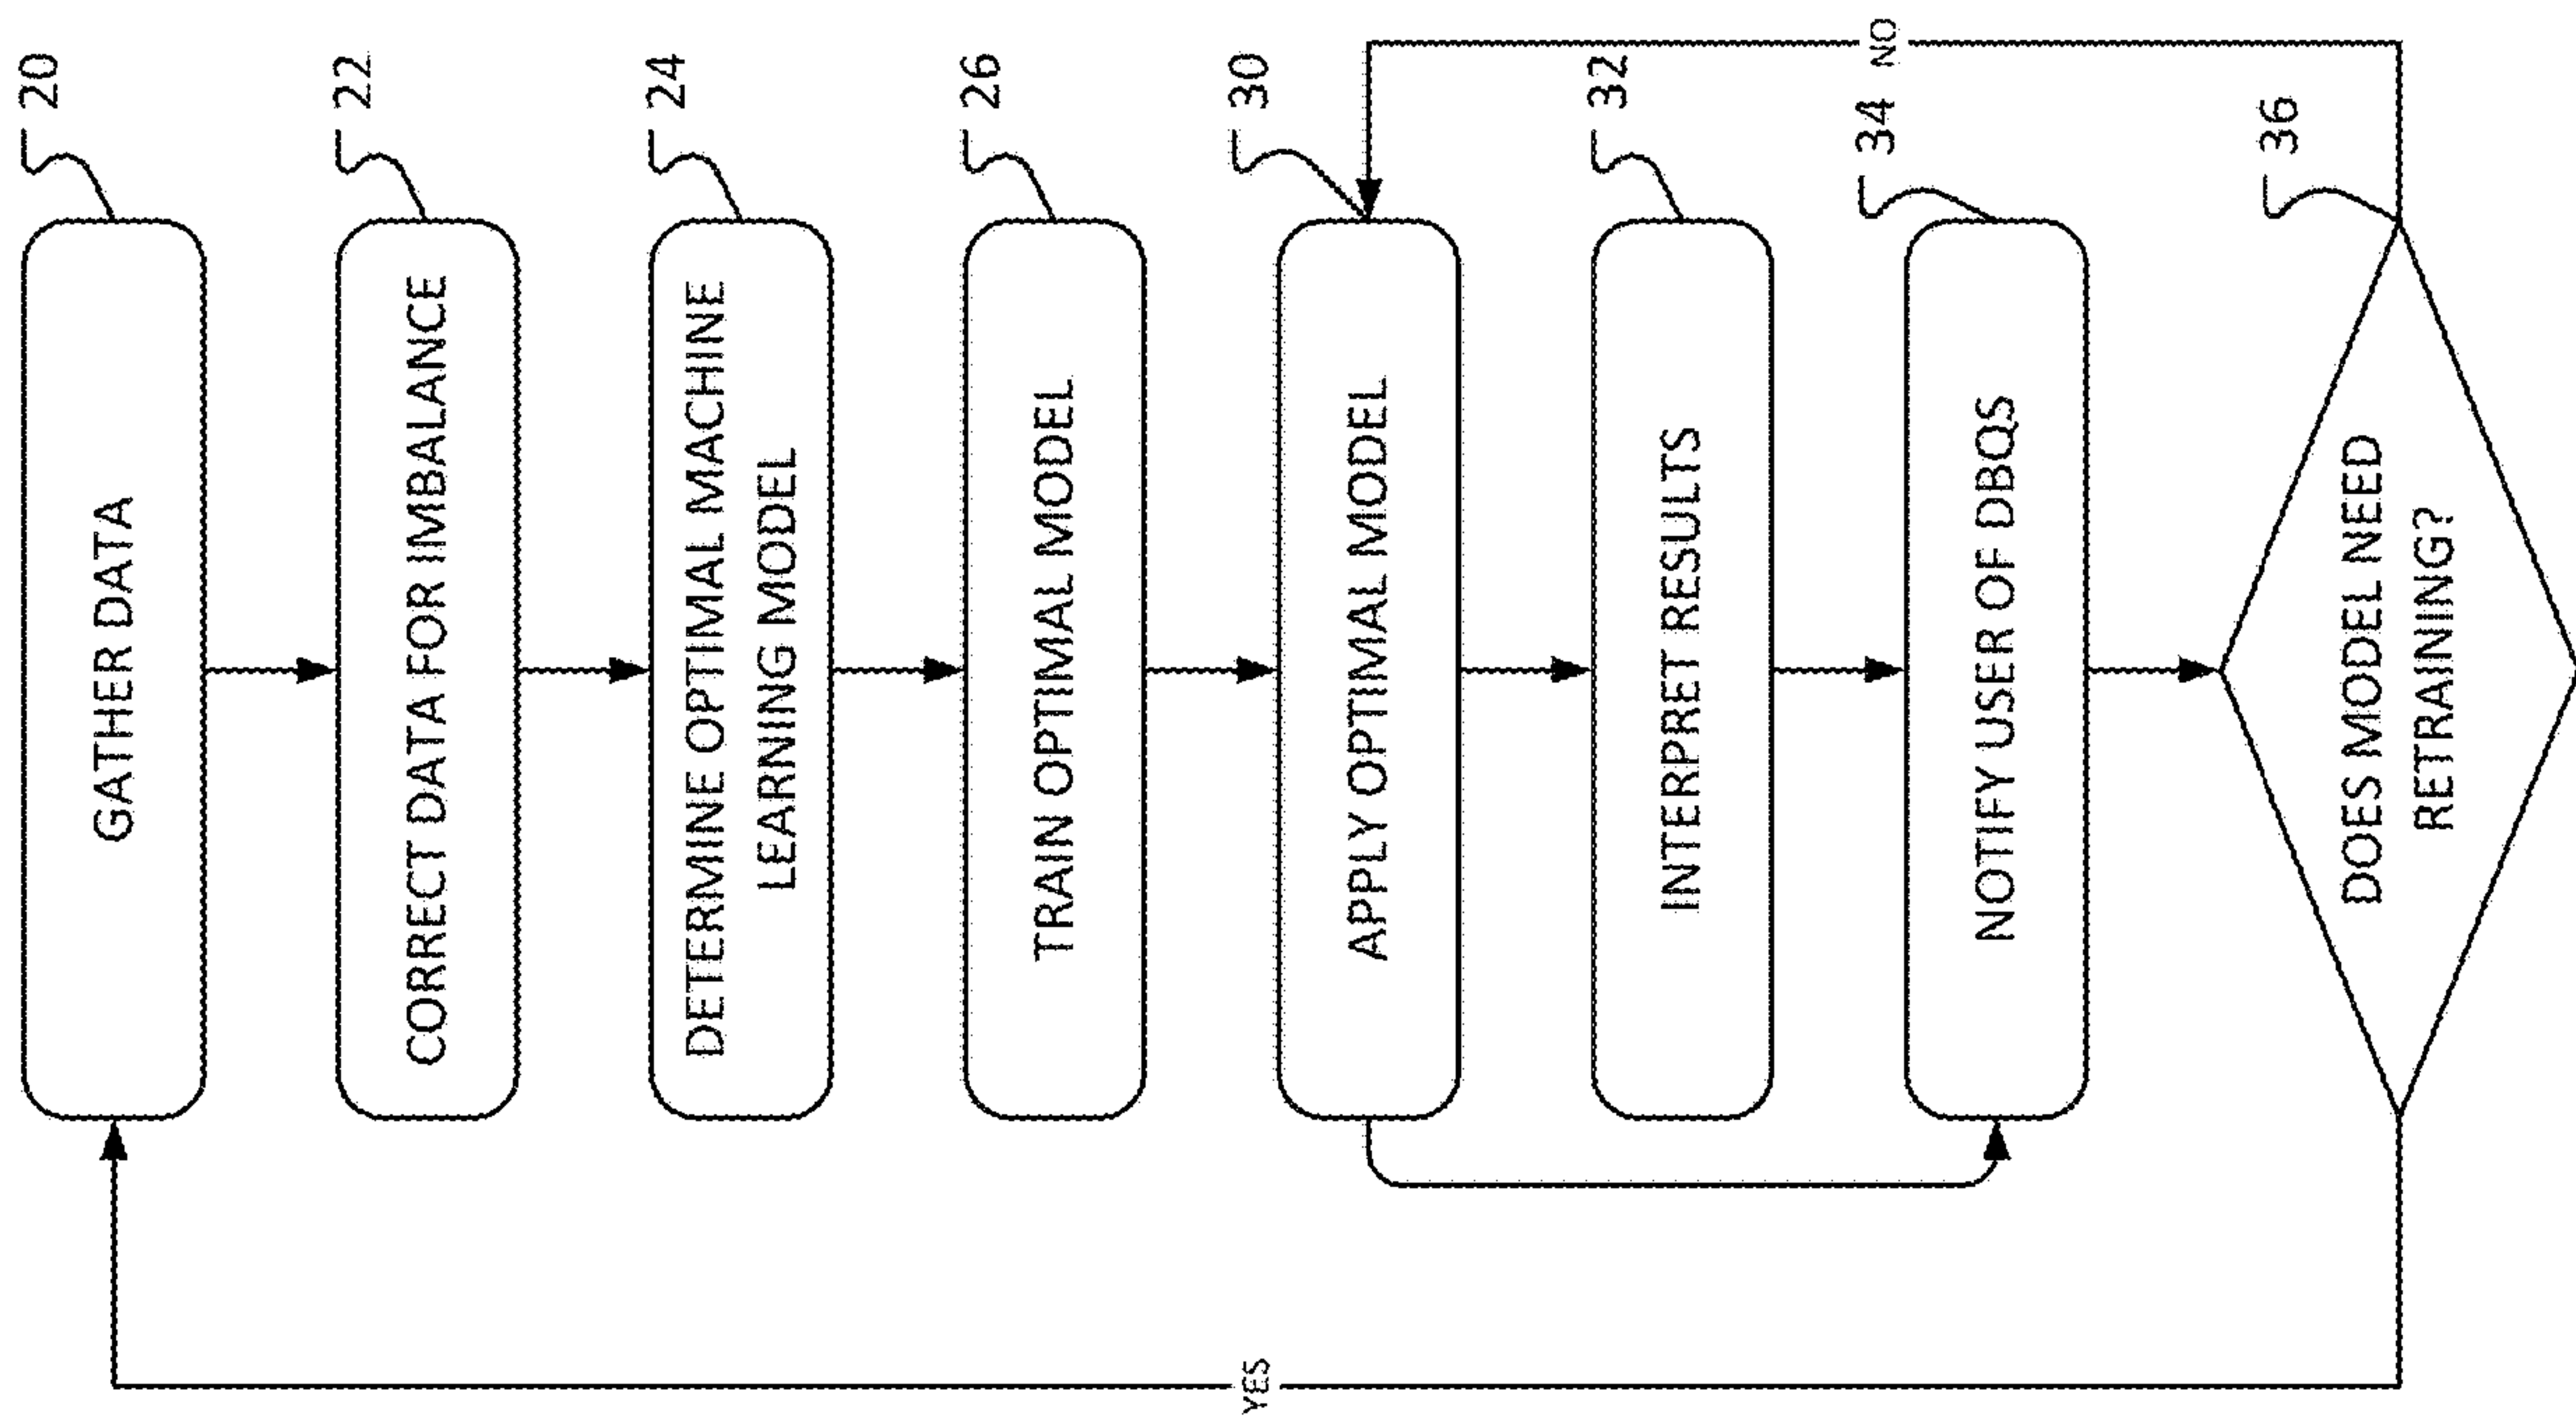 20
GATHER DATA
22
CORRECT DATA FOR IMBALANCE
24
DETERMINE OPTIMAL MACHINE
LEARNING MODEL
26
TRAIN OPTIMAL MODEL
30
APPLY OPTIMAL MODEL
32
INTERPRET RESULTS
34
NOTIFY USER OF DBQS
36
DOES MODEL NEED
RETRAINING?
YES
NO